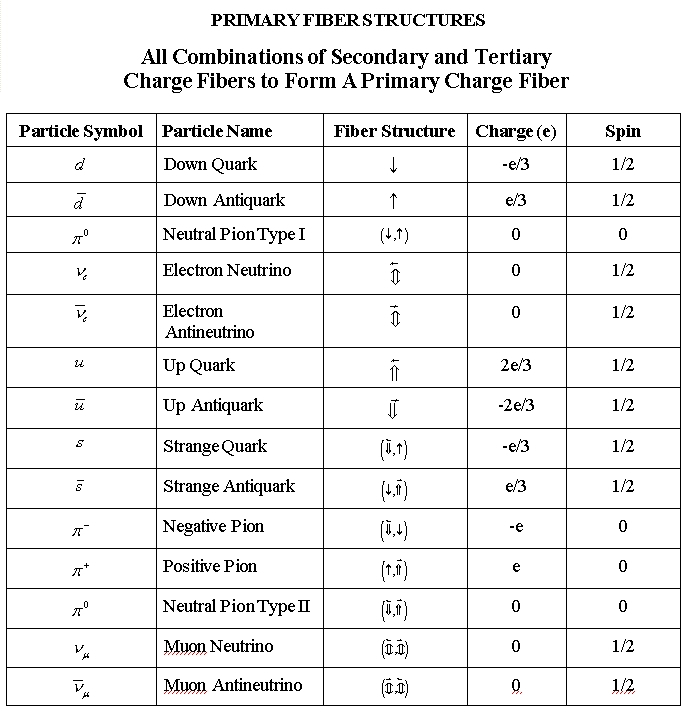 PRIMARY FIBER STRUCTURES
All Combinations of Secondary and Tertiary
Charge Fibers to Form A Primary Charge Fiber
Particle Symbol Particle Name Fiber Structure Charge (e) Spin
d Down Quark ↓ -e/3 1/2
d̅ Down Antiquark ↑ e/3 1/2
π⁰ Neutral Pion Type I (↓,↑) 0 0
νₑ Electron Neutrino ⇕⃖ 0 1/2
ν̅ₑ Electron ⇕⃗ 0 1/2
Antineutrino
u Up Quark ⇑⃖ 2e/3 1/2
u̅ Up Antiquark ⇓⃗ -2e/3 1/2
s Strange Quark (⇓⃗,↑) -e/3 1/2
s̅ Strange Antiquark (↓,⇑⃗) e/3 1/2
π⁻ Negative Pion (⇓⃗,↓) -e 0
π⁺ Positive Pion (↑,⇑⃗) e 0
π⁰ Neutral Pion Type II (⇓⃗,⇑⃗) 0 0
ν_μ Muon Neutrino (⇕,⇕) 0 1/2
ν̅_μ Muon Antineutrino (⇕,⇕) 0 1/2